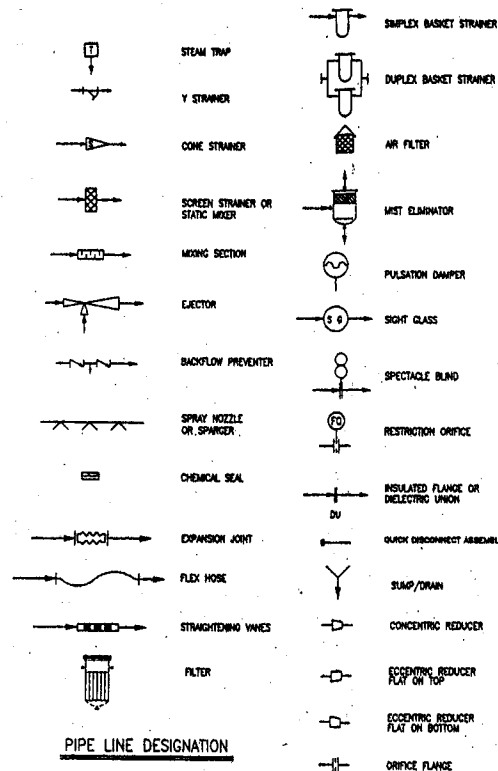 T
STEAM TRAP
Y STRAINER
S
CONE STRAINER
SCREEN STRAINER OR
STATIC MIXER
MIXING SECTION
EJECTOR
BACKFLOW PREVENTER
SPRAY NOZZLE
OR SPARGER
CHEMICAL SEAL
EXPANSION JOINT
FLEX HOSE
STRAIGHTENING VANES
FILTER
PIPE LINE DESIGNATION
SIMPLEX BASKET STRAINER
DUPLEX BASKET STRAINER
AIR FILTER
MIST ELIMINATOR
PULSATION DAMPER
S G
SIGHT GLASS
SPECTACLE BLIND
FO
RESTRICTION ORIFICE
INSULATED FLANGE OR
DIELECTRIC UNION
DU
QUICK DISCONNECT ASSEMBL
SUMP/DRAIN
CONCENTRIC REDUCER
ECCENTRIC REDUCER
FLAT ON TOP
ECCENTRIC REDUCER
FLAT ON BOTTOM
ORIFICE FLANGE